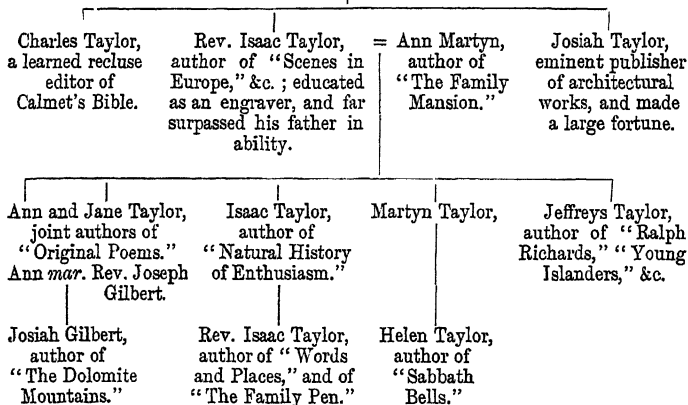 Charles Taylor,
a learned recluse
editor of
Calmet's Bible.
Rev. Isaac Taylor,
author of "Scenes in
Europe," &c. ; educated
as an engraver, and far
surpassed his father in
ability.
= Ann Martyn,
author of
"The Family
Mansion."
Josiah Taylor,
eminent publisher
of architectural
works, and made
a large fortune.
Ann and Jane Taylor,
joint authors of
"Original Poems."
Ann mar. Rev. Joseph
Gilbert.
Isaac Taylor,
author of
"Natural History
of Enthusiasm."
Martyn Taylor,
Jeffreys Taylor,
author of "Ralph
Richards," "Young
Islanders," &c.
Josiah Gilbert,
author of
"The Dolomite
Mountains."
Rev. Isaac Taylor,
author of "Words
and Places," and of
"The Family Pen."
Helen Taylor,
author of
"Sabbath
Bells."